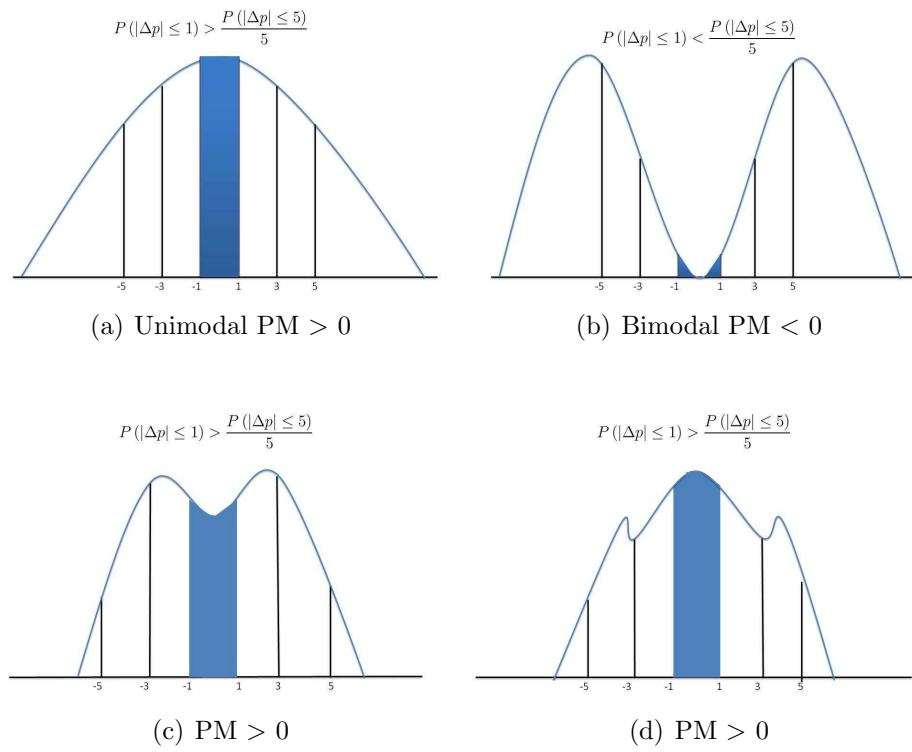 P (|Δp| ≤ 1) > P (|Δp| ≤ 5) / 5
-5 -3 -1 1 3 5
(a) Unimodal PM > 0
P (|Δp| ≤ 1) < P (|Δp| ≤ 5) / 5
-5 -3 -1 1 3 5
(b) Bimodal PM < 0
P (|Δp| ≤ 1) > P (|Δp| ≤ 5) / 5
-5 -3 -1 1 3 5
(c) PM > 0
P (|Δp| ≤ 1) > P (|Δp| ≤ 5) / 5
-5 -3 -1 1 3 5
(d) PM > 0